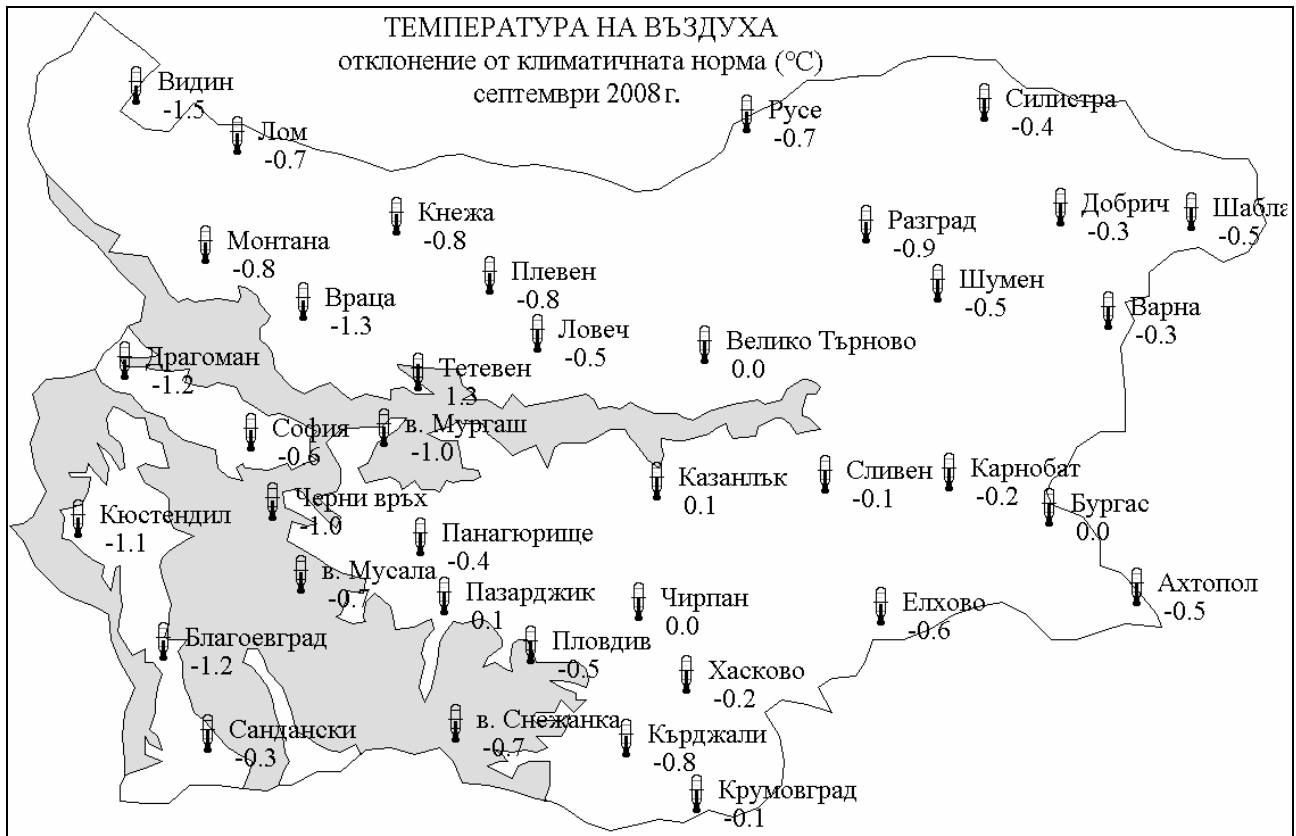 ТЕМПЕРАТУРА НА ВЪЗДУХА
отклонение от климатичната норма (°C)
септември 2008 г.
Видин
-1.5
Лом
-0.7
Русе
-0.7
Силистра
-0.4
Кнежа
-0.8
Монтана
-0.8
Разград
-0.9
Добрич
-0.3
Шабла
-0.5
Враца
-1.3
Плевен
-0.8
Шумен
-0.5
Варна
-0.3
Ловеч
-0.5
Велико Търново
0.0
Драгоман
-1.2
Тетевен
1.3
София
-0.6
в. Мургаш
-1.0
Казанлък
0.1
Сливен
-0.1
Карнобат
-0.2
Бургас
0.0
Кюстендил
-1.1
Черни връх
-1.0
Панагюрище
-0.4
в. Мусала
-0.7
Пазарджик
0.1
Чирпан
0.0
Елхово
-0.6
Ахтопол
-0.5
Благоевград
-1.2
Пловдив
-0.5
Хасково
-0.2
Сандански
-0.3
в. Снежанка
-0.7
Кърджали
-0.8
Крумовград
-0.1